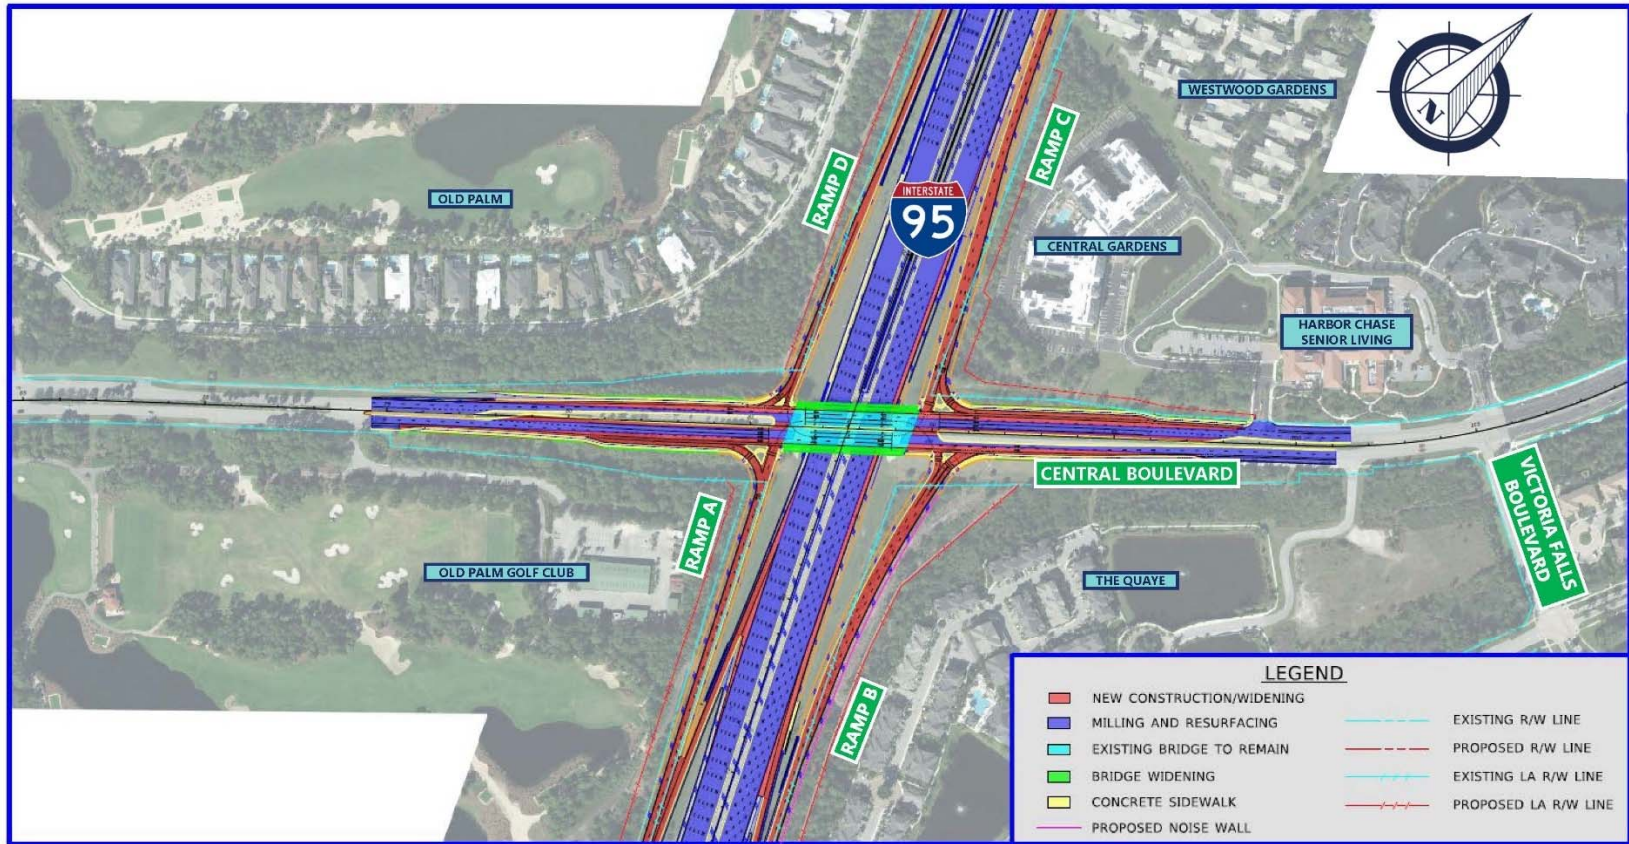 WESTWOOD GARDENS
N
RAMP C
RAMP D
OLD PALM
INTERSTATE
95
CENTRAL GARDENS
HARBOR CHASE
SENIOR LIVING
CENTRAL BOULEVARD
VICTORIA FALLS
BOULEVARD
RAMP A
OLD PALM GOLF CLUB
THE QUAYE
RAMP B
LEGEND
NEW CONSTRUCTION/WIDENING
MILLING AND RESURFACING
EXISTING BRIDGE TO REMAIN
BRIDGE WIDENING
CONCRETE SIDEWALK
PROPOSED NOISE WALL
EXISTING R/W LINE
PROPOSED R/W LINE
EXISTING LA R/W LINE
PROPOSED LA R/W LINE